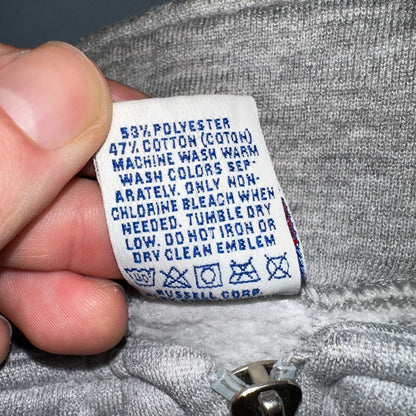 53% POLYESTER
47% COTTON (COTON)
MACHINE WASH WARM
WASH COLORS SEP-
ARATELY. ONLY NON-
CHLORINE BLEACH WHEN
NEEDED. TUMBLE DRY
LOW. DO NOT IRON OR
DRY CLEAN EMBLEM
RUSSELL CORP.